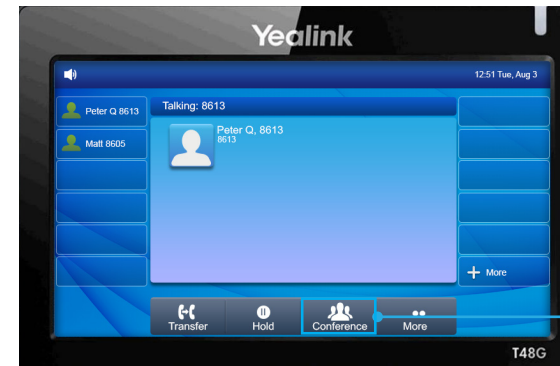 Yealink
12:51 Tue, Aug 3
Peter Q 8613
Matt 8605
Talking: 8613
Peter Q, 8613
8613
More
Transfer
Hold
Conference
More
T48G